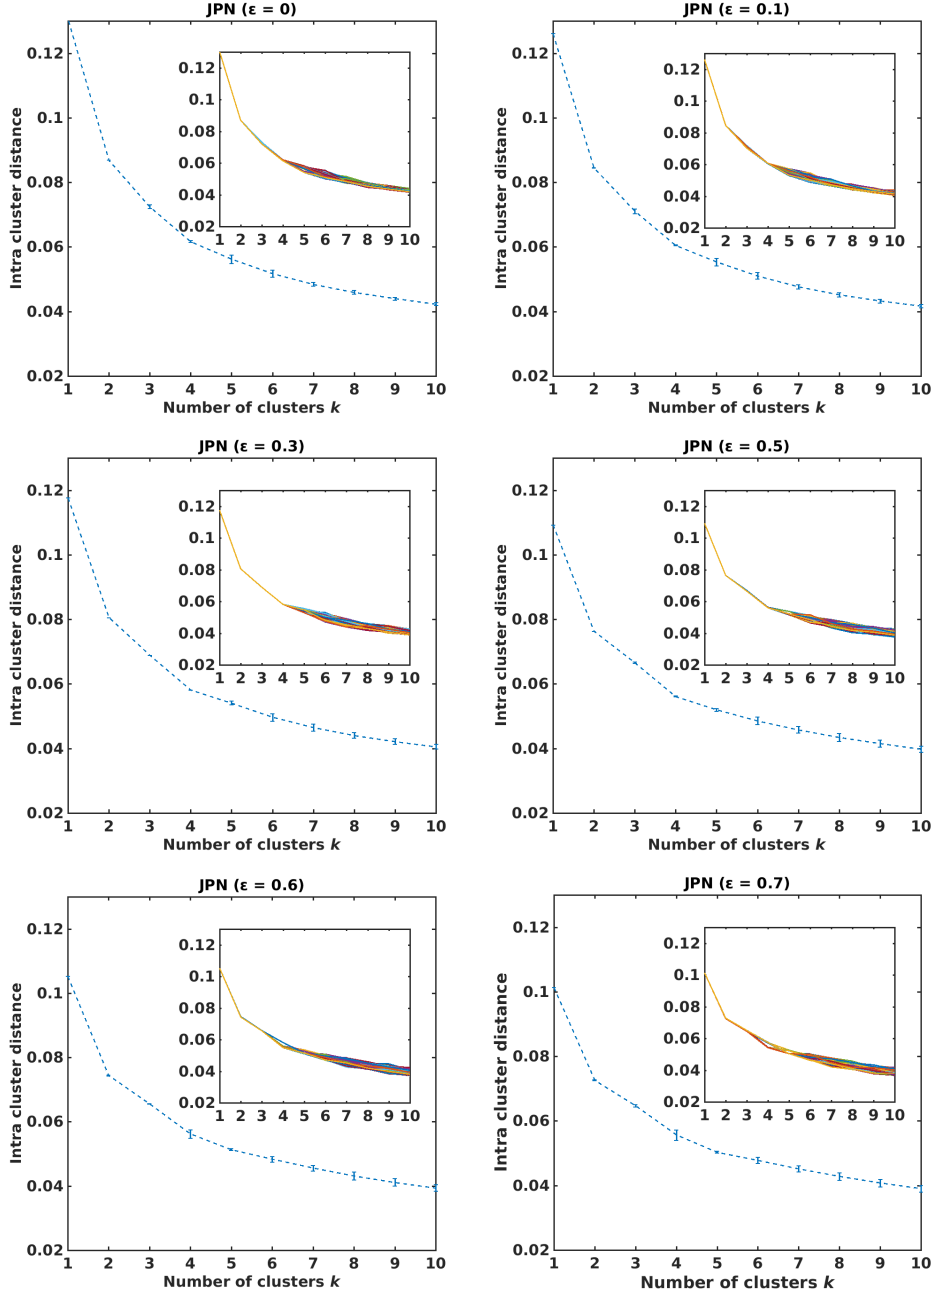 JPN (ε = 0)
0.12
0.1
0.08
0.06
0.04
0.02
1 2 3 4 5 6 7 8 9 10
Intra cluster distance
Number of clusters k
0.12
0.1
0.08
0.06
0.04
0.02
1 2 3 4 5 6 7 8 9 10
JPN (ε = 0.1)
0.12
0.1
0.08
0.06
0.04
0.02
1 2 3 4 5 6 7 8 9 10
Intra cluster distance
Number of clusters k
0.12
0.1
0.08
0.06
0.04
0.02
1 2 3 4 5 6 7 8 9 10
JPN (ε = 0.3)
0.12
0.1
0.08
0.06
0.04
0.02
1 2 3 4 5 6 7 8 9 10
Intra cluster distance
Number of clusters k
0.12
0.1
0.08
0.06
0.04
0.02
1 2 3 4 5 6 7 8 9 10
JPN (ε = 0.5)
0.12
0.1
0.08
0.06
0.04
0.02
1 2 3 4 5 6 7 8 9 10
Intra cluster distance
Number of clusters k
0.12
0.1
0.08
0.06
0.04
0.02
1 2 3 4 5 6 7 8 9 10
JPN (ε = 0.6)
0.12
0.1
0.08
0.06
0.04
0.02
1 2 3 4 5 6 7 8 9 10
Intra cluster distance
Number of clusters k
0.12
0.1
0.08
0.06
0.04
0.02
1 2 3 4 5 6 7 8 9 10
JPN (ε = 0.7)
0.12
0.1
0.08
0.06
0.04
0.02
1 2 3 4 5 6 7 8 9 10
Intra cluster distance
Number of clusters k
0.12
0.1
0.08
0.06
0.04
0.02
1 2 3 4 5 6 7 8 9 10